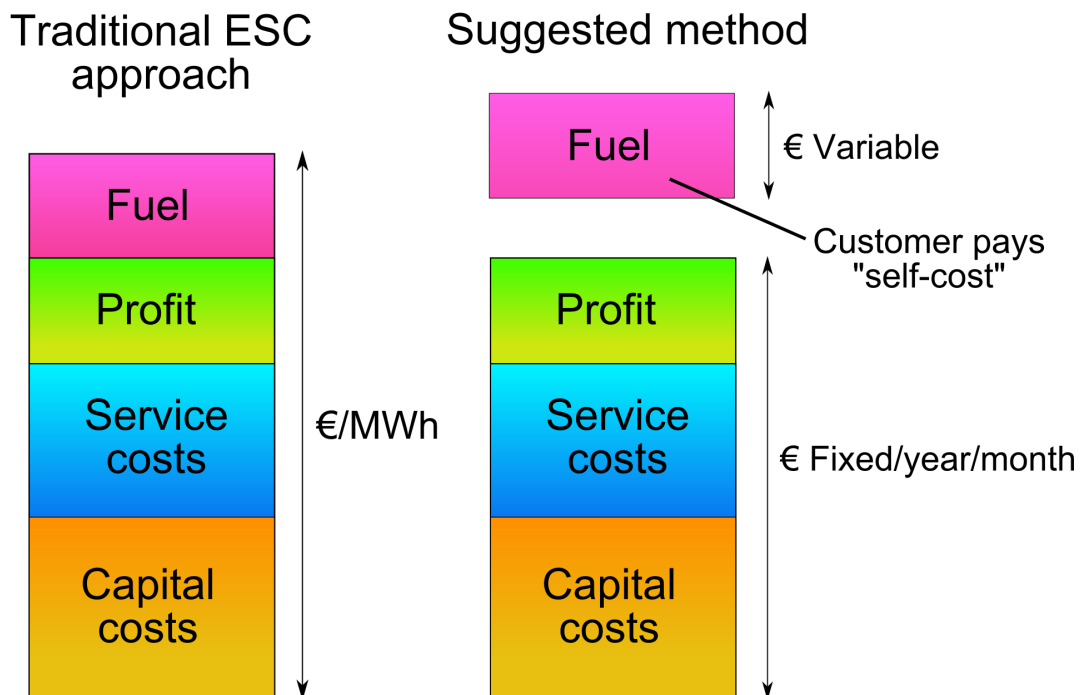 Traditional ESC
approach
Fuel
Profit
Service
costs
Capital
costs
€/MWh
Suggested method
Fuel
€ Variable
Customer pays
"self-cost"
Profit
Service
costs
Capital
costs
€ Fixed/year/month